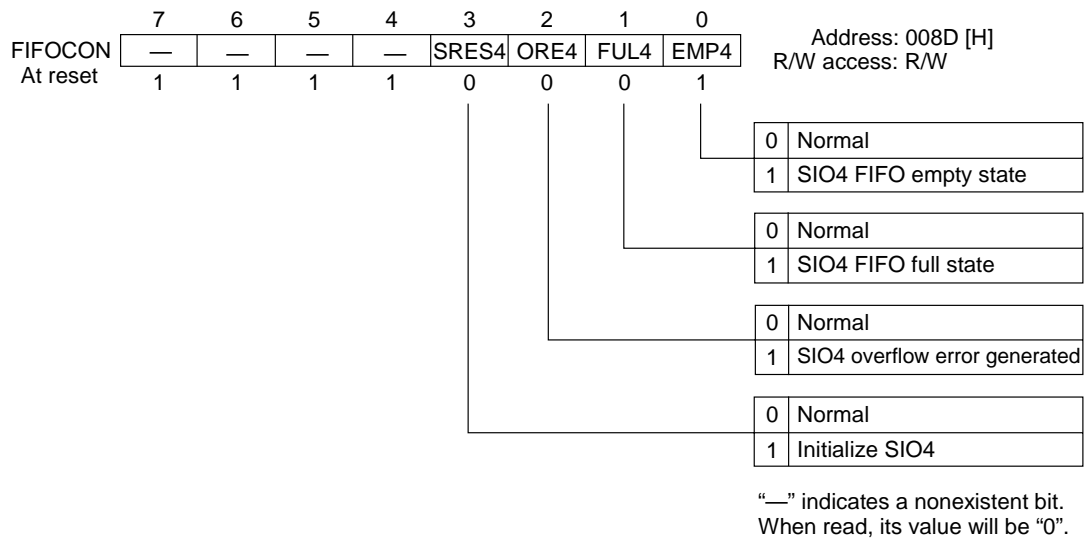 7 6 5 4 3 2 1 0
FIFOCON — — — — SRES4 ORE4 FUL4 EMP4
At reset 1 1 1 1 0 0 0 1
Address: 008D [H]
R/W access: R/W
0 Normal
1 SIO4 FIFO empty state
0 Normal
1 SIO4 FIFO full state
0 Normal
1 SIO4 overflow error generated
0 Normal
1 Initialize SIO4
“—” indicates a nonexistent bit.
When read, its value will be “0”.